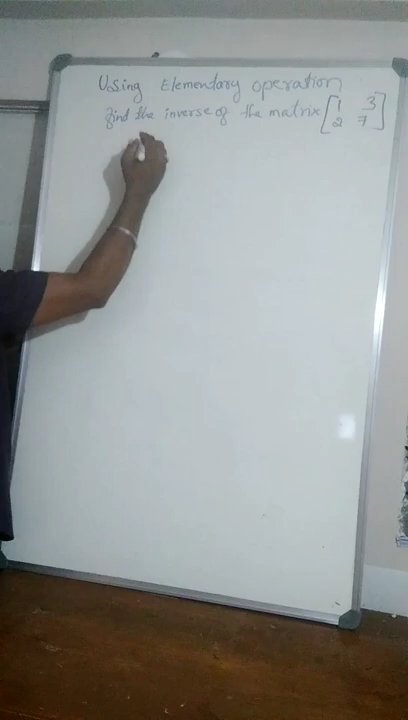 Using Elementary operation
find the inverse of the matrix [1 3
2 7]